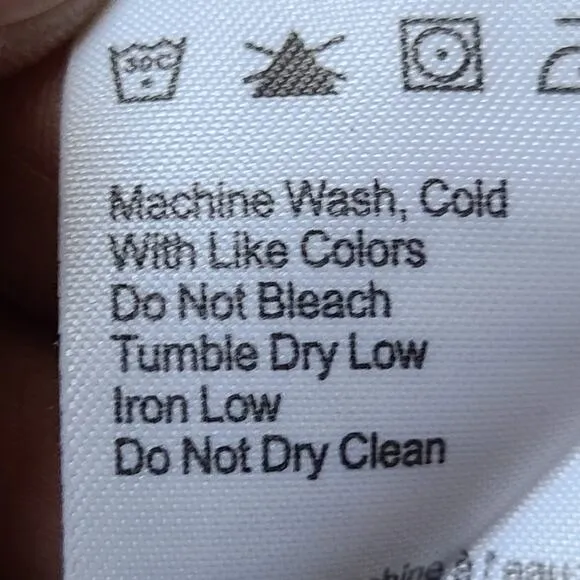 30C
Machine Wash, Cold
With Like Colors
Do Not Bleach
Tumble Dry Low
Iron Low
Do Not Dry Clean
à l'eau